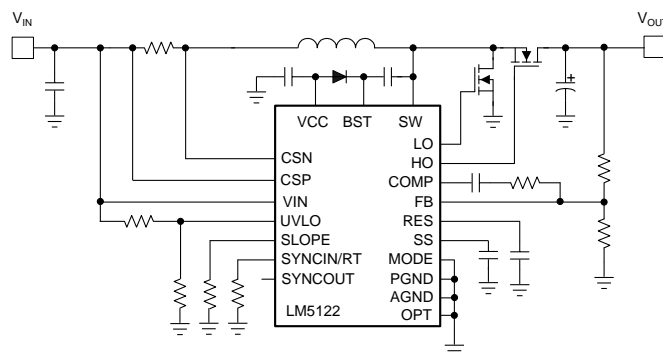 VIN
VOUT
VCC BST SW
LO
HO
CSN
COMP
CSP
FB
VIN
RES
UVLO
SS
SLOPE
MODE
SYNCIN/RT
PGND
SYNCOUT
AGND
LM5122
OPT